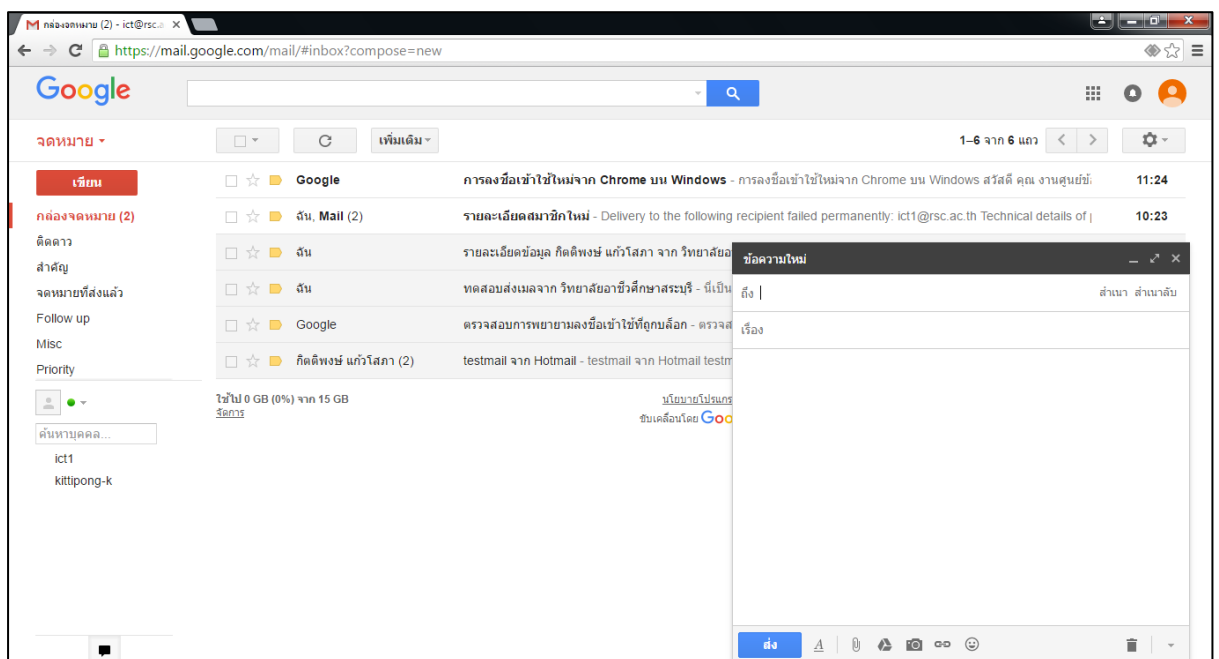 กล่องจดหมาย (2) - ict@rsc.a
https://mail.google.com/mail/#inbox?compose=new
Google
จดหมาย
เพิ่มเติม
1–6 จาก 6 แถว
เขียน
กล่องจดหมาย (2)
ติดดาว
สำคัญ
จดหมายที่ส่งแล้ว
Follow up
Misc
Priority
ค้นหาบุคคล...
ict1
kittipong-k
Google การลงชื่อเข้าใช้ใหม่จาก Chrome บน Windows - การลงชื่อเข้าใช้ใหม่จาก Chrome บน Windows สวัสดี คุณ งานศูนย์ข้ 11:24
ฉัน, Mail (2) รายละเอียดสมาชิกใหม่ - Delivery to the following recipient failed permanently: ict1@rsc.ac.th Technical details of 10:23
ฉัน รายละเอียดข้อมูล กิตติพงษ์ แก้วโสภา จาก วิทยาลัยอ
ฉัน ทดสอบส่งเมลจาก วิทยาลัยอาชีวศึกษาสระบุรี - นี่เป็น
Google ตรวจสอบการพยายามลงชื่อเข้าใช้ที่ถูกบล็อก - ตรวจส
กิตติพงษ์ แก้วโสภา (2) testmail จาก Hotmail - testmail จาก Hotmail testm
ใช้ไป 0 GB (0%) จาก 15 GB
จัดการ
นโยบายโปรแกร
ขับเคลื่อนโดย Goo
ข้อความใหม่
ถึง
สำเนา สำเนาลับ
เรื่อง
ส่ง